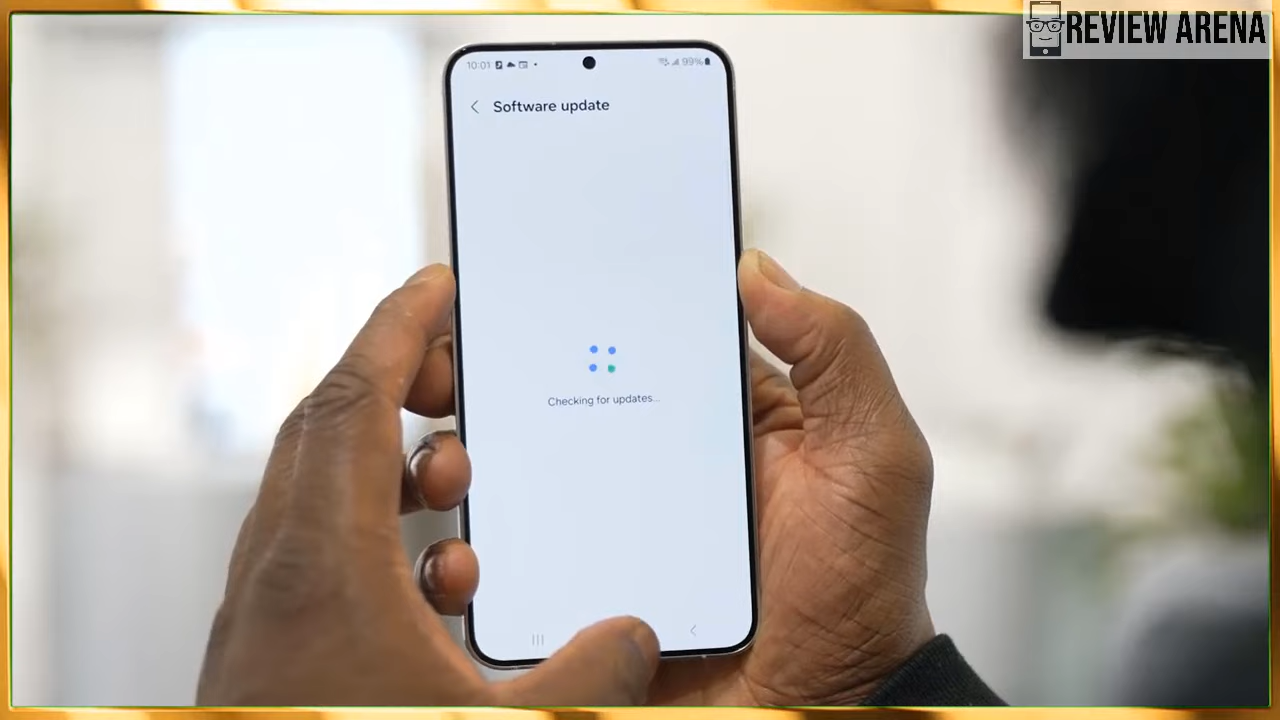 REVIEW ARENA
10:01
99%
Software update
Checking for updates...